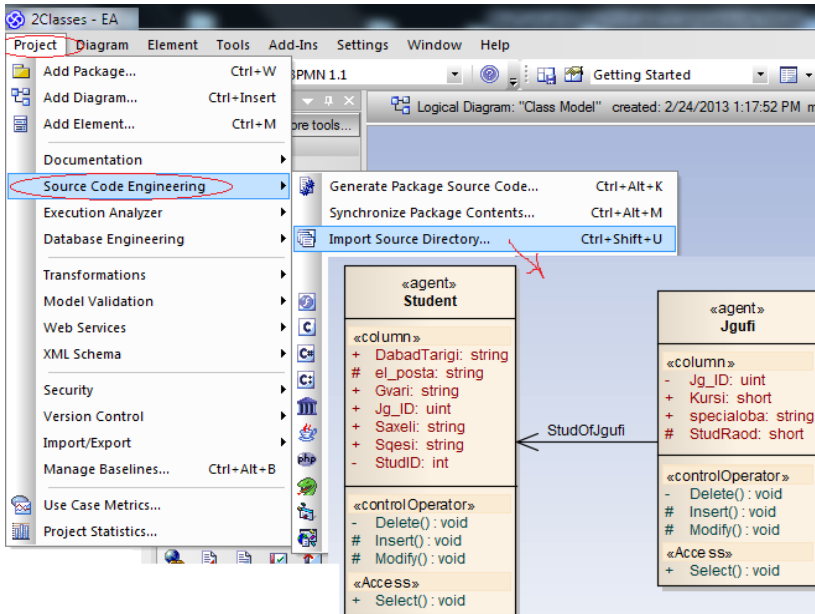 2Classes - EA
Project Diagram Element Tools Add-Ins Settings Window Help
Add Package... Ctrl+W
BPMN 1.1
Getting Started
Add Diagram... Ctrl+Insert
Logical Diagram: "Class Model" created: 2/24/2013 1:17:52 PM m
Add Element... Ctrl+M
ore tools...
Documentation
Source Code Engineering
Execution Analyzer
Database Engineering
Transformations
Model Validation
Web Services
XML Schema
Security
Version Control
Import/Export
Manage Baselines... Ctrl+Alt+B
Use Case Metrics...
Project Statistics...
Generate Package Source Code... Ctrl+Alt+K
Synchronize Package Contents... Ctrl+Alt+M
Import Source Directory... Ctrl+Shift+U
C
C#
php
«agent»
Student
«column»
+ DabadTarigi: string
# el_posta: string
+ Gvari: string
+ Jg_ID: uint
+ Saxeli: string
+ Sqesi: string
- StudID: int
«controlOperator»
- Delete() : void
# Insert() : void
# Modify() : void
«Access»
+ Select() : void
StudOfJgufi
«agent»
Jgufi
«column»
- Jg_ID: uint
+ Kursi: short
+ specialoba: string
# StudRaod: short
«controlOperator»
- Delete() : void
# Insert() : void
# Modify() : void
«Access»
+ Select() : void